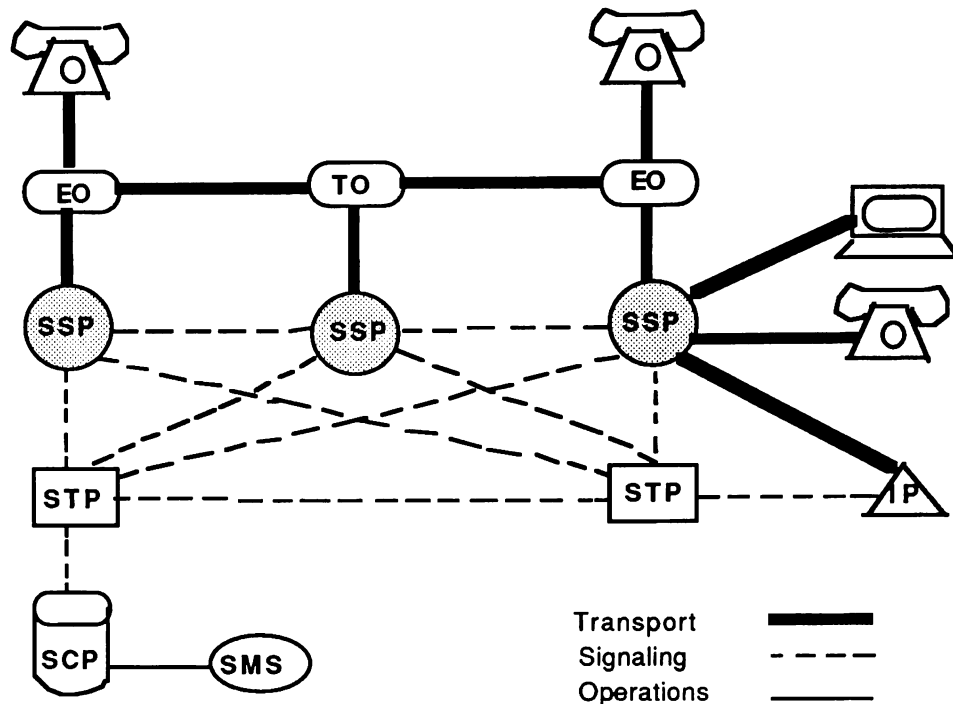 EO
TO
EO
SSP
SSP
SSP
STP
STP
IP
SCP
SMS
Transport
Signaling
Operations